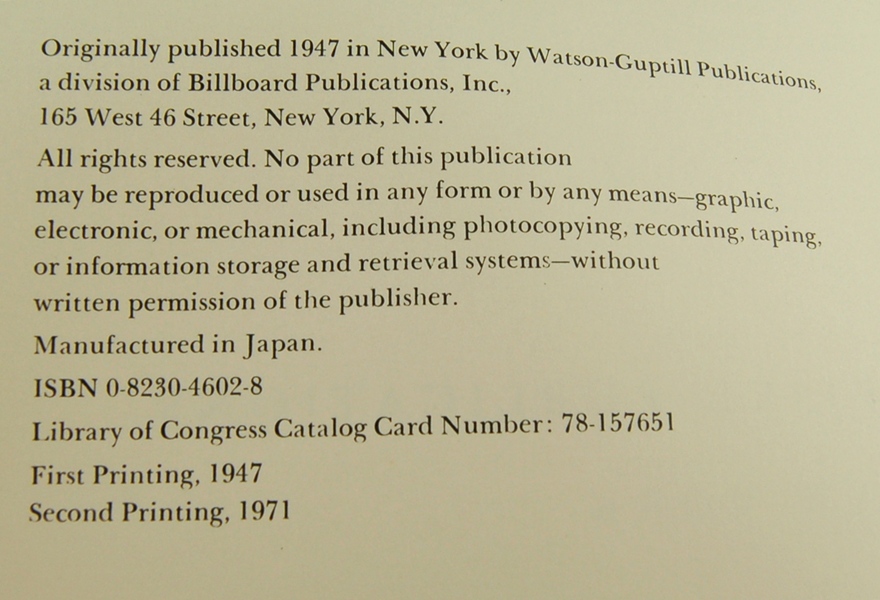 Originally published 1947 in New York by Watson-Guptill Publications,
a division of Billboard Publications, Inc.,
165 West 46 Street, New York, N.Y.
All rights reserved. No part of this publication
may be reproduced or used in any form or by any means—graphic,
electronic, or mechanical, including photocopying, recording, taping,
or information storage and retrieval systems—without
written permission of the publisher.
Manufactured in Japan.
ISBN 0-8230-4602-8
Library of Congress Catalog Card Number: 78-157651
First Printing, 1947
Second Printing, 1971